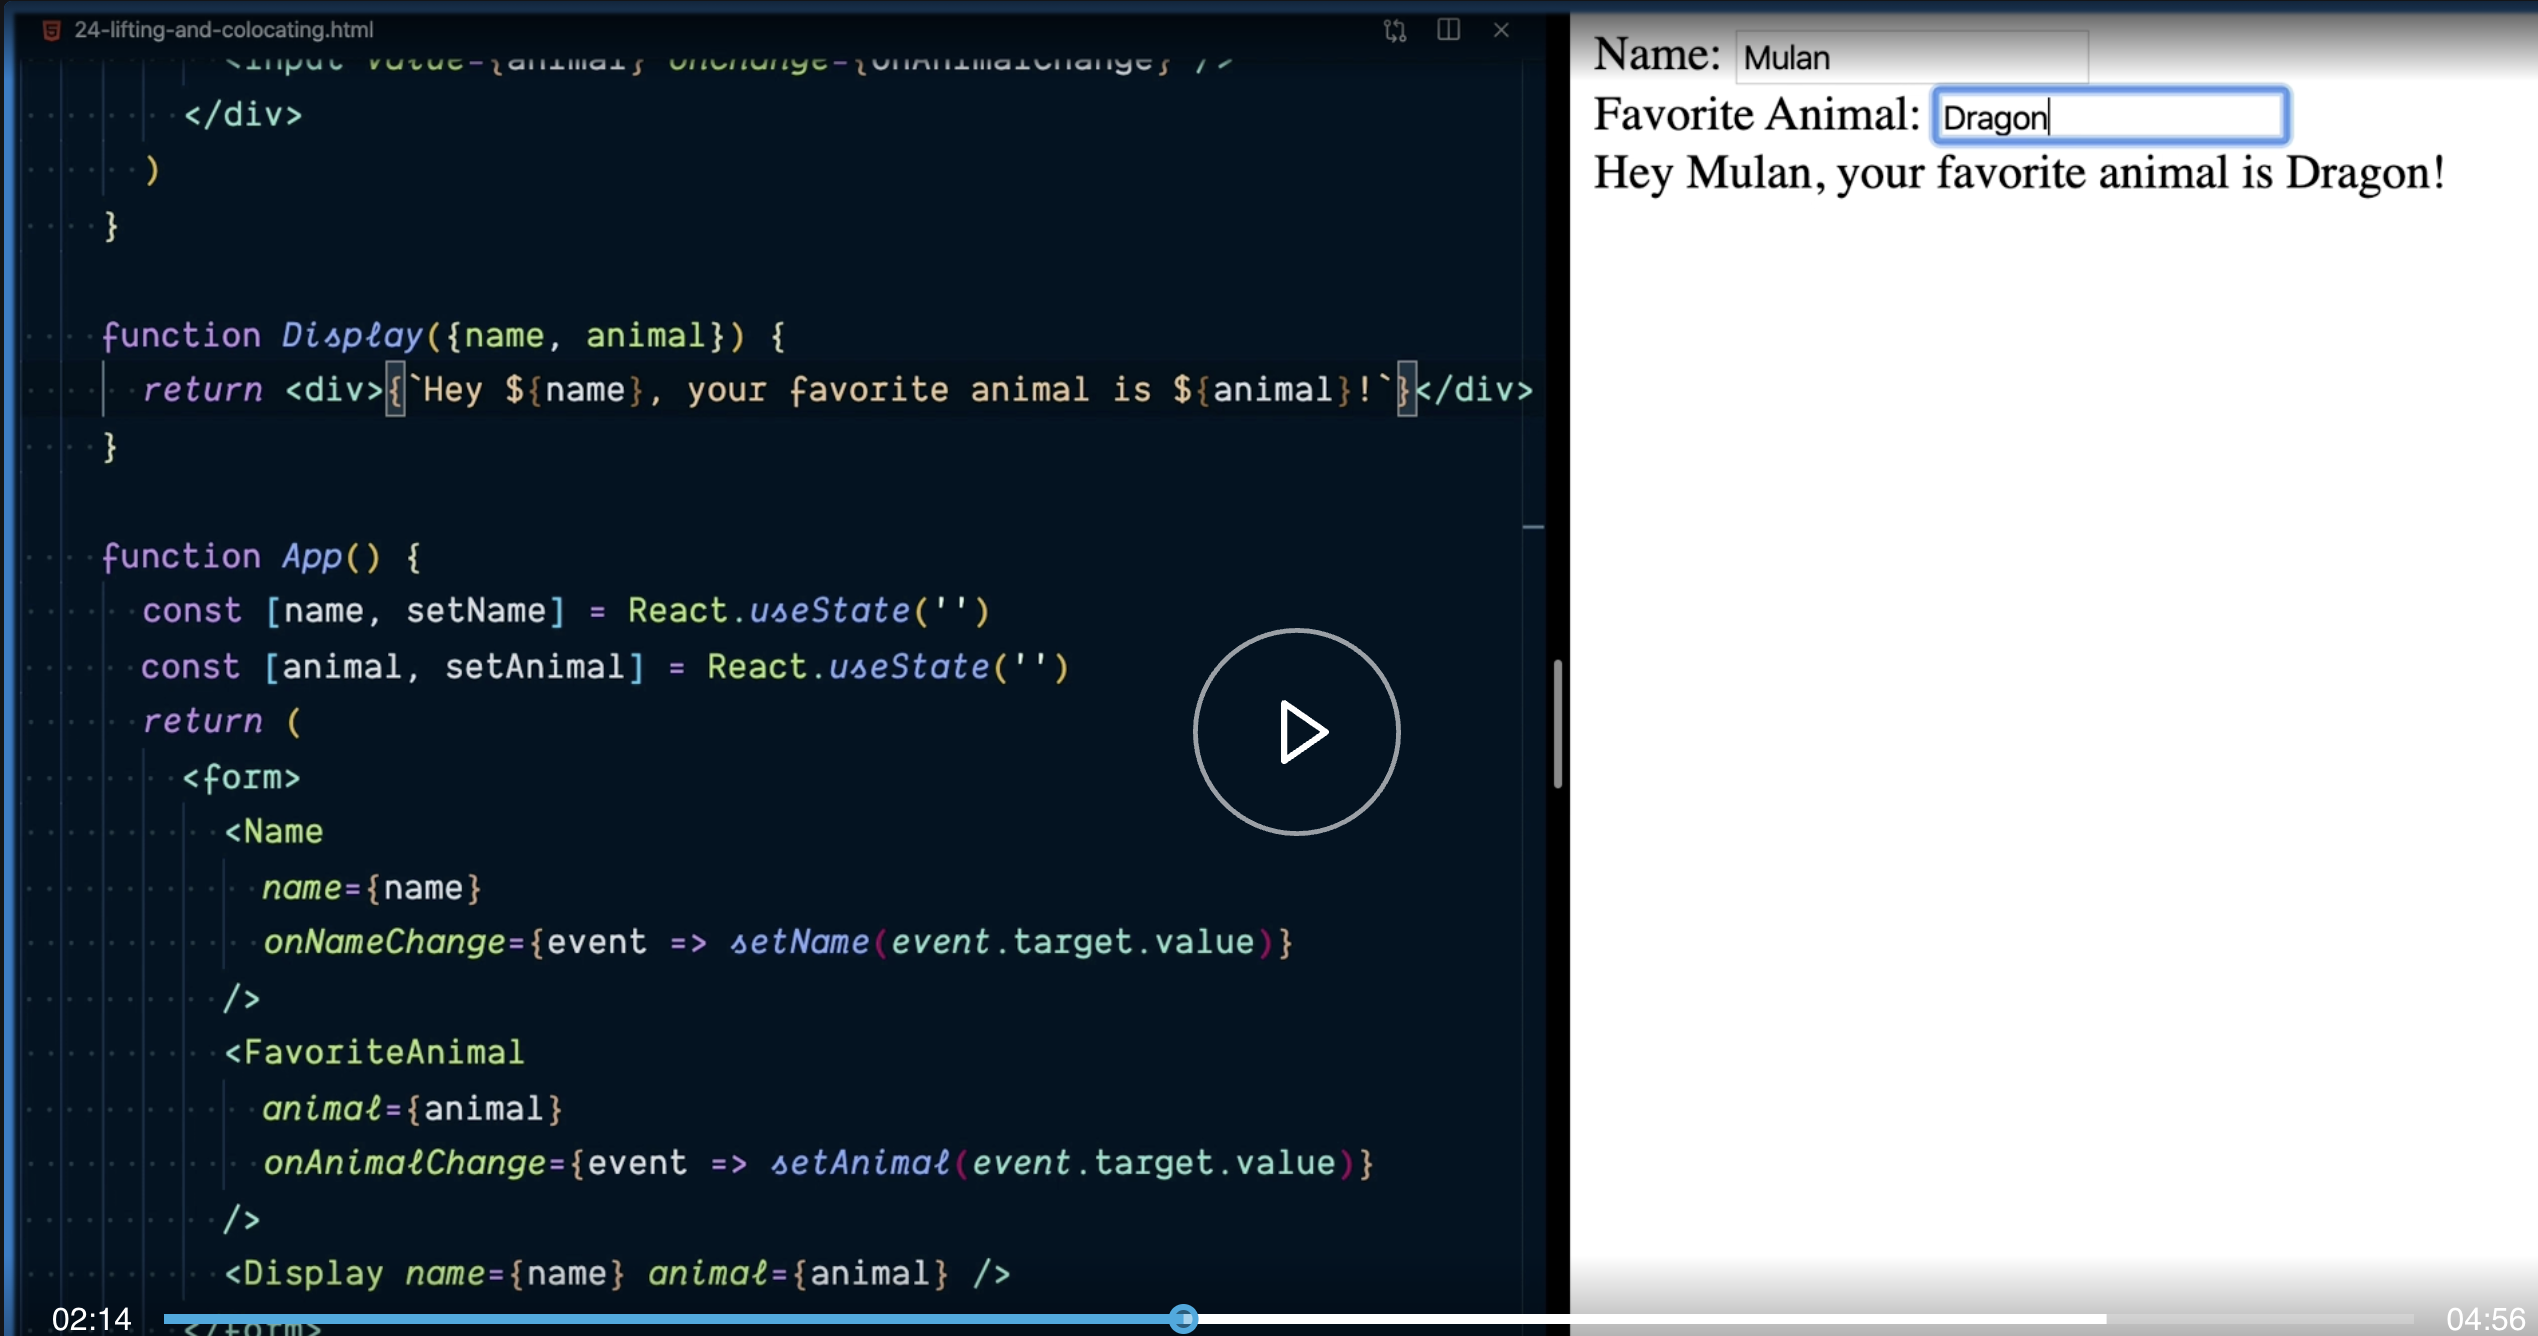 24-lifting-and-colocating.html
<input value={animal} onChange={onAnimalChange} />
</div>
)
}
function Display({name, animal}) {
return <div>{`Hey ${name}, your favorite animal is ${animal}!`}</div>
}
function App() {
const [name, setName] = React.useState('')
const [animal, setAnimal] = React.useState('')
return (
<form>
<Name
name={name}
onNameChange={event => setName(event.target.value)}
/>
<FavoriteAnimal
animal={animal}
onAnimalChange={event => setAnimal(event.target.value)}
/>
<Display name={name} animal={animal} />
</form>
02:14
04:56
Name: Mulan
Favorite Animal: Dragon
Hey Mulan, your favorite animal is Dragon!